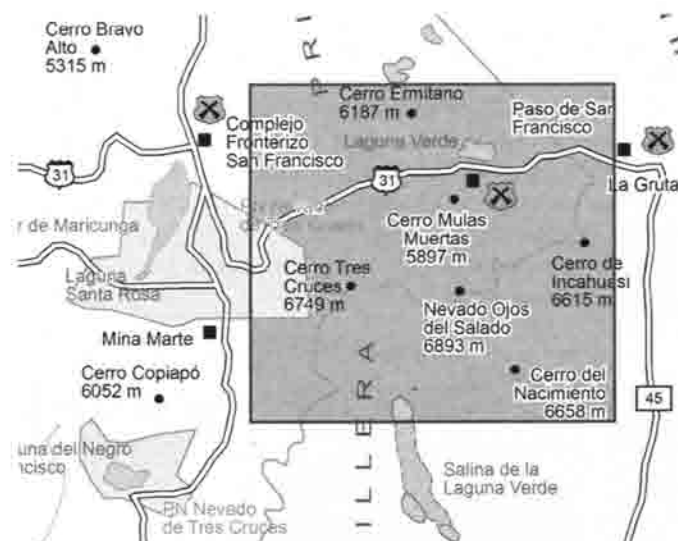 Cerro Bravo
Alto
5315 m
P R I
Cerro Ermitano
6187 m
Complejo
Fronterizo
San Francisco
Laguna Verde
Paso de San
Francisco
31
31
La Gruta
r de Maricunga
Cerro Mulas
Muertas
5897 m
Laguna
Santa Rosa
Cerro Tres
Cruces
6749 m
Cerro de
Incahuasi
6615 m
Nevado Ojos
del Salado
6893 m
Mina Marte
Cerro Copiapó
6052 m
Cerro del
Nacimiento
6658 m
45
I L L E R A
una del Negro
ncisco
Salina de la
Laguna Verde
PN Nevado
de Tres Cruces